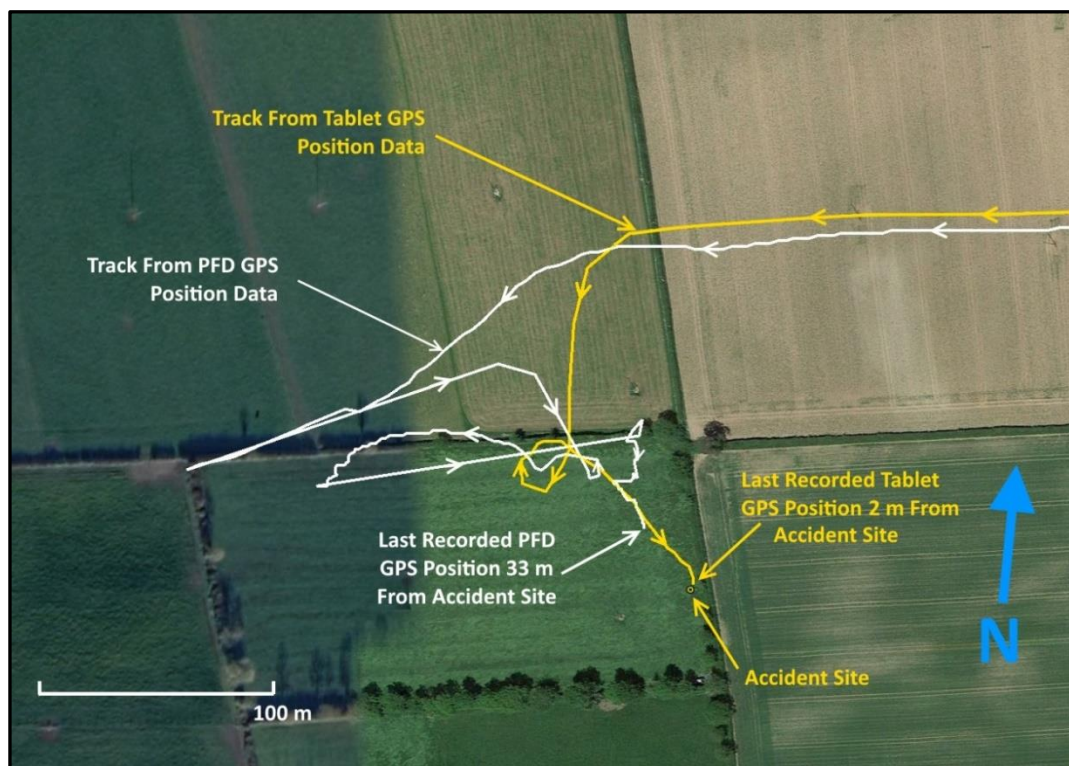 Track From Tablet GPS
Position Data
Track From PFD GPS
Position Data
Last Recorded Tablet
GPS Position 2 m From
Accident Site
Last Recorded PFD
GPS Position 33 m
From Accident Site
N
Accident Site
100 m